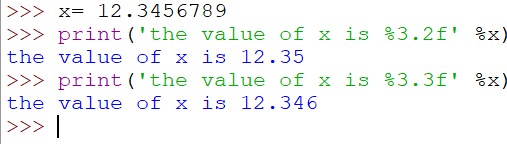 >>> x= 12.3456789
>>> print('the value of x is %3.2f' %x)
the value of x is 12.35
>>> print('the value of x is %3.3f' %x)
the value of x is 12.346
>>>